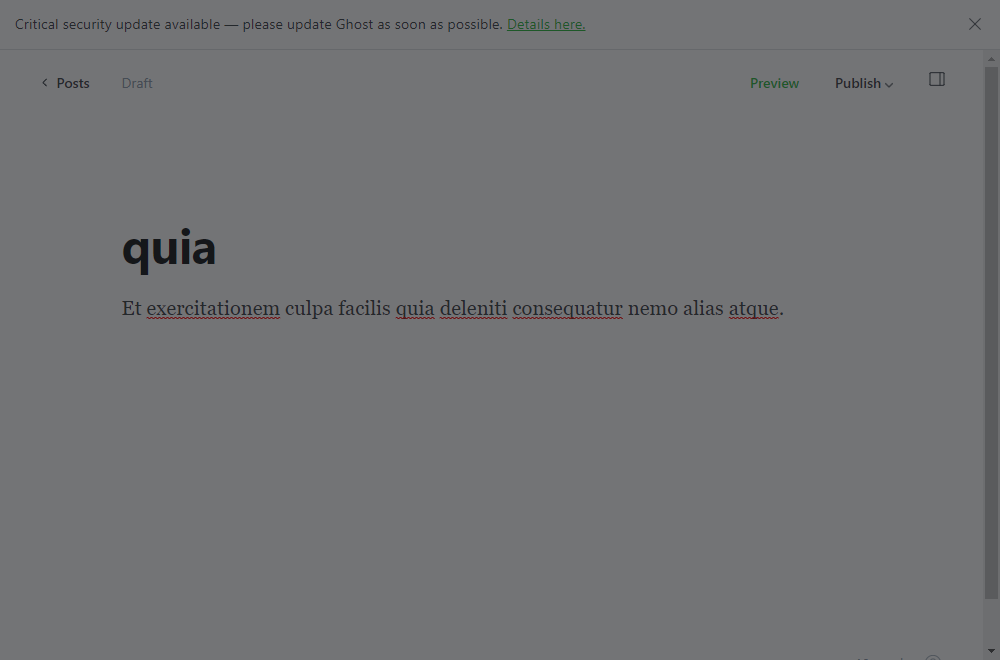 Critical security update available — please update Ghost as soon as possible. Details here.
Posts Draft Preview Publish
quia
Et exercitationem culpa facilis quia deleniti consequatur nemo alias atque.